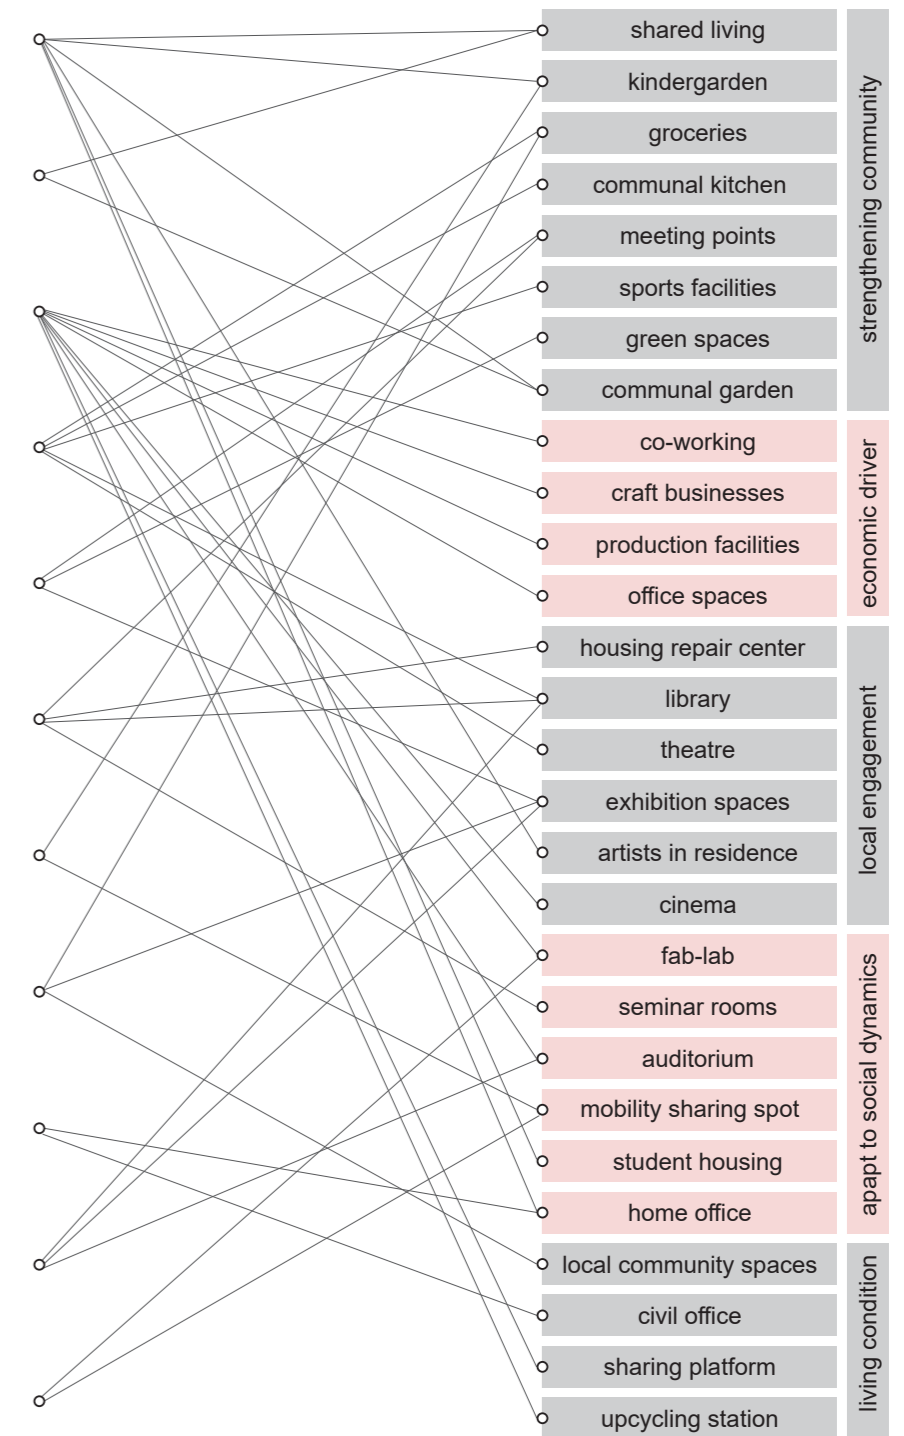 shared living
kindergarden
groceries
communal kitchen
meeting points
sports facilities
green spaces
communal garden
strengthening community
co-working
craft businesses
production facilities
office spaces
economic driver
housing repair center
library
theatre
exhibition spaces
artists in residence
cinema
local engagement
fab-lab
seminar rooms
auditorium
mobility sharing spot
student housing
home office
apapt to social dynamics
local community spaces
civil office
sharing platform
upcycling station
living condition